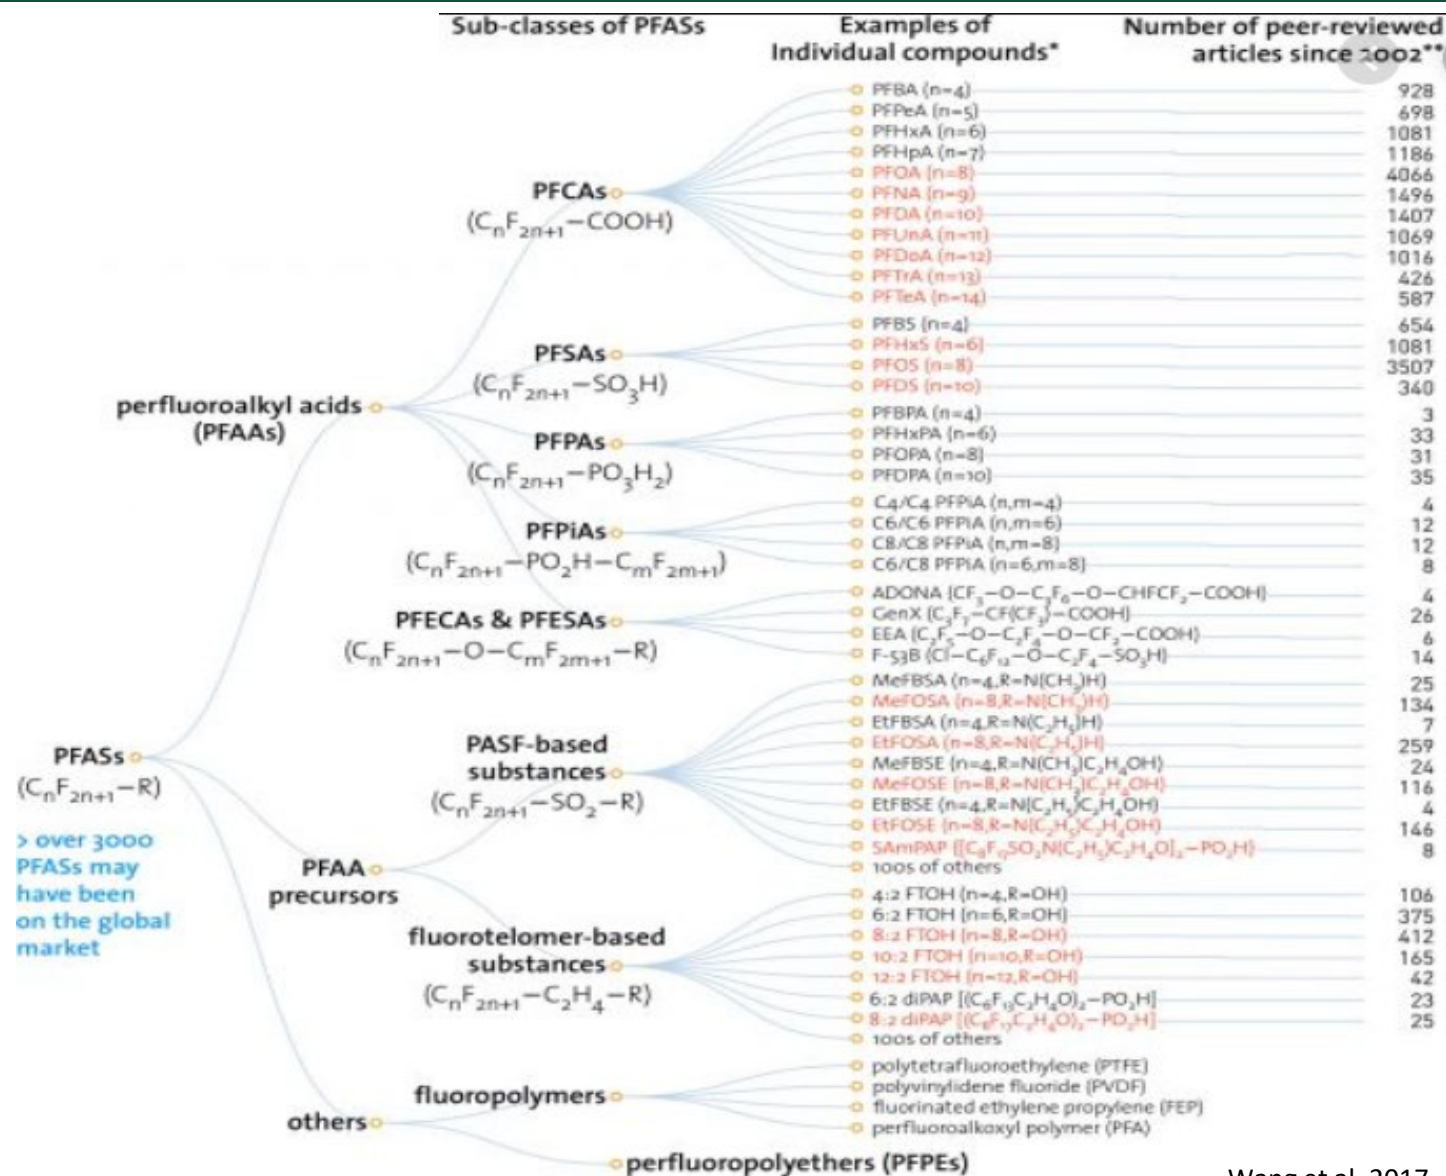 Sub-classes of PFASs
Examples of
Individual compounds*
Number of peer-reviewed
articles since 2002**
PFASs
(CnF2n+1–R)
> over 3000
PFASs may
have been
on the global
market
perfluoroalkyl acids
(PFAAs)
PFCAs
(CnF2n+1–COOH)
PFBA (n=4) 928
PFPeA (n=5) 698
PFHxA (n=6) 1081
PFHpA (n=7) 1186
PFOA (n=8) 4066
PFNA (n=9) 1496
PFDA (n=10) 1407
PFUnA (n=11) 1069
PFDoA (n=12) 1016
PFTrA (n=13) 426
PFTeA (n=14) 587
PFSAs
(CnF2n+1–SO3H)
PFBS (n=4) 654
PFHxS (n=6) 1081
PFOS (n=8) 3507
PFDS (n=10) 340
PFPAs
(CnF2n+1–PO3H2)
PFBPA (n=4) 3
PFHxPA (n=6) 33
PFOPA (n=8) 31
PFDPA (n=10) 35
PFPiAs
(CnF2n+1–PO2H–CmF2m+1)
C4/C4 PFPiA (n,m=4) 4
C6/C6 PFPiA (n,m=6) 12
C8/C8 PFPiA (n,m=8) 12
C6/C8 PFPiA (n=6,m=8) 8
PFECAs & PFESAs
(CnF2n+1–O–CmF2m+1–R)
ADONA (CF3–O–C3F6–O–CHFCF2–COOH) 4
GenX (C3F7–CF(CF3)–COOH) 26
EEA (C2F5–O–C2F4–O–CF2–COOH) 6
F-53B (Cl–C6F12–O–C2F4–SO3H) 14
PFAA
precursors
PASF-based
substances
(CnF2n+1–SO2–R)
MeFBSA (n=4,R=N(CH3)H) 25
MeFOSA (n=8,R=N(CH3)H) 134
EtFBSA (n=4,R=N(C2H5)H) 7
EtFOSA (n=8,R=N(C2H5)H) 259
MeFBSE (n=4,R=N(CH3)C2H4OH) 24
MeFOSE (n=8,R=N(CH3)C2H4OH) 116
EtFBSE (n=4,R=N(C2H5)C2H4OH) 4
EtFOSE (n=8,R=N(C2H5)C2H4OH) 146
SAmPAP {[C8F17SO2N(C2H5)C2H4O]2–PO2H} 8
100s of others
fluorotelomer-based
substances
(CnF2n+1–C2H4–R)
4:2 FTOH (n=4,R=OH) 106
6:2 FTOH (n=6,R=OH) 375
8:2 FTOH (n=8,R=OH) 412
10:2 FTOH (n=10,R=OH) 165
12:2 FTOH (n=12,R=OH) 42
6:2 diPAP [(C6F13C2H4O)2–PO2H] 23
8:2 diPAP [(C8F17C2H4O)2–PO2H] 25
100s of others
others
fluoropolymers
polytetrafluoroethylene (PTFE)
polyvinylidene fluoride (PVDF)
fluorinated ethylene propylene (FEP)
perfluoroalkoxyl polymer (PFA)
perfluoropolyethers (PFPEs)